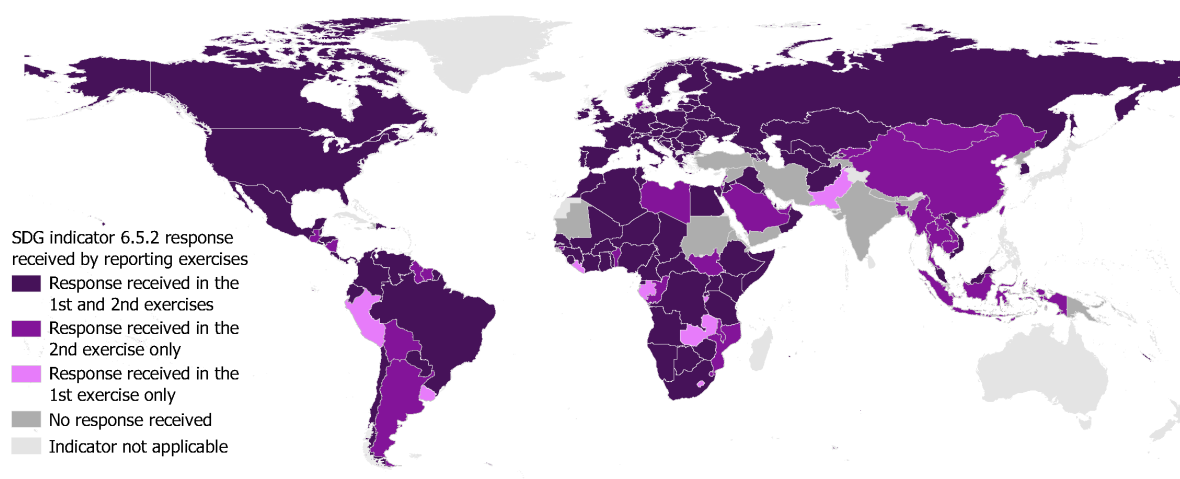 SDG indicator 6.5.2 response
received by reporting exercises
Response received in the
1st and 2nd exercises
Response received in the
2nd exercise only
Response received in the
1st exercise only
No response received
Indicator not applicable